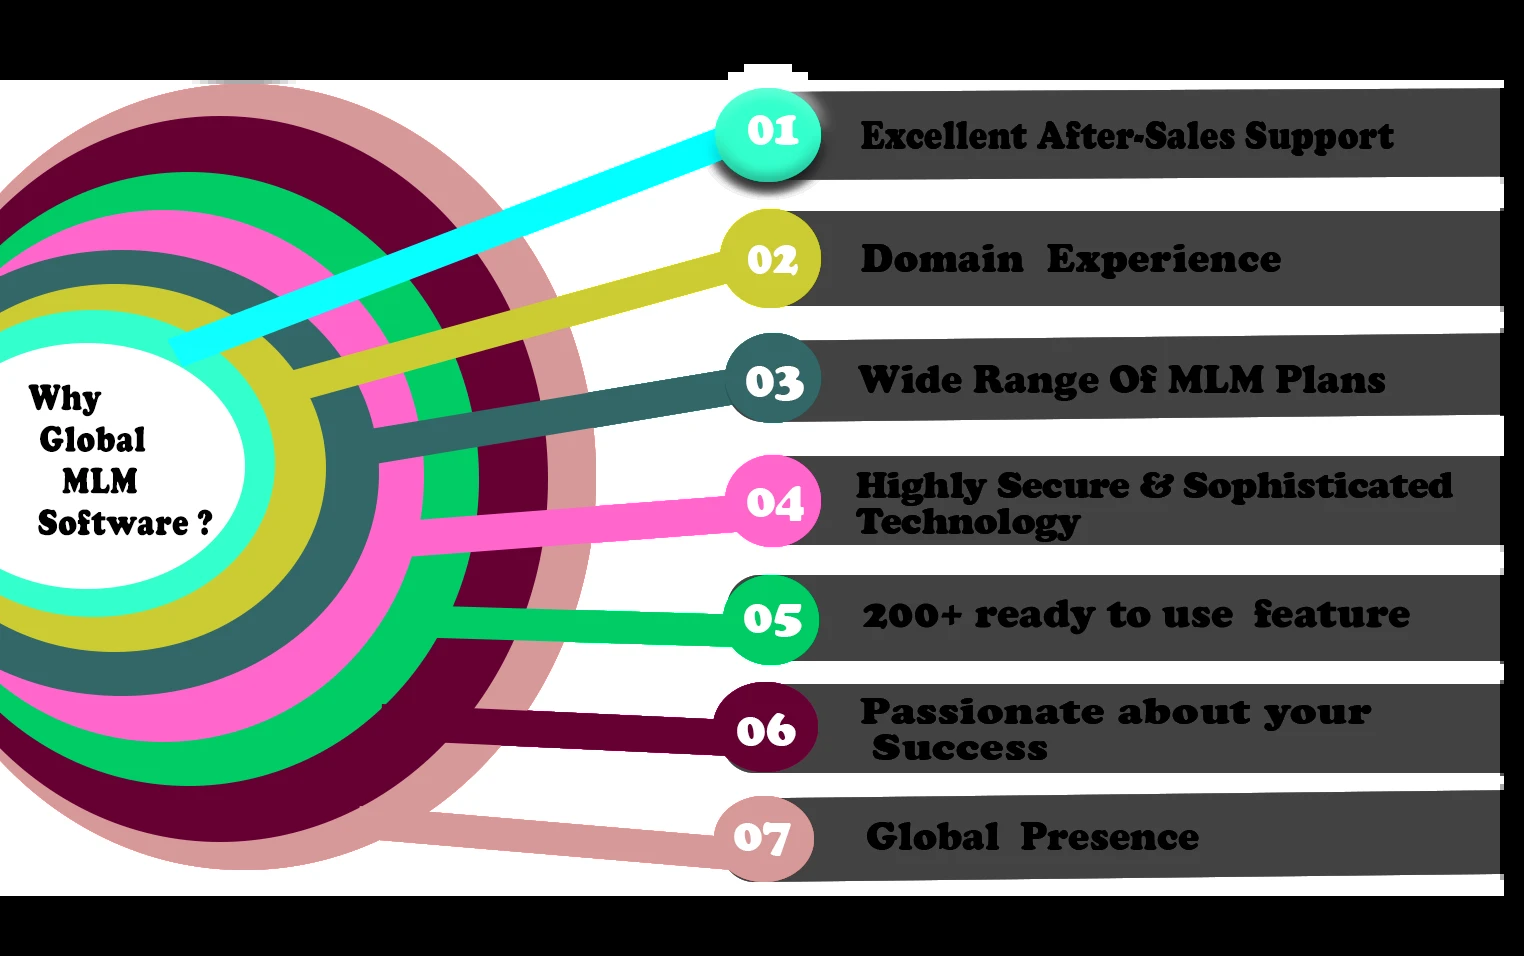 Why
Global
MLM
Software ?
01
Excellent After-Sales Support
02
Domain Experience
03
Wide Range Of MLM Plans
04
Highly Secure & Sophisticated
Technology
05
200+ ready to use feature
06
Passionate about your
Success
07
Global Presence